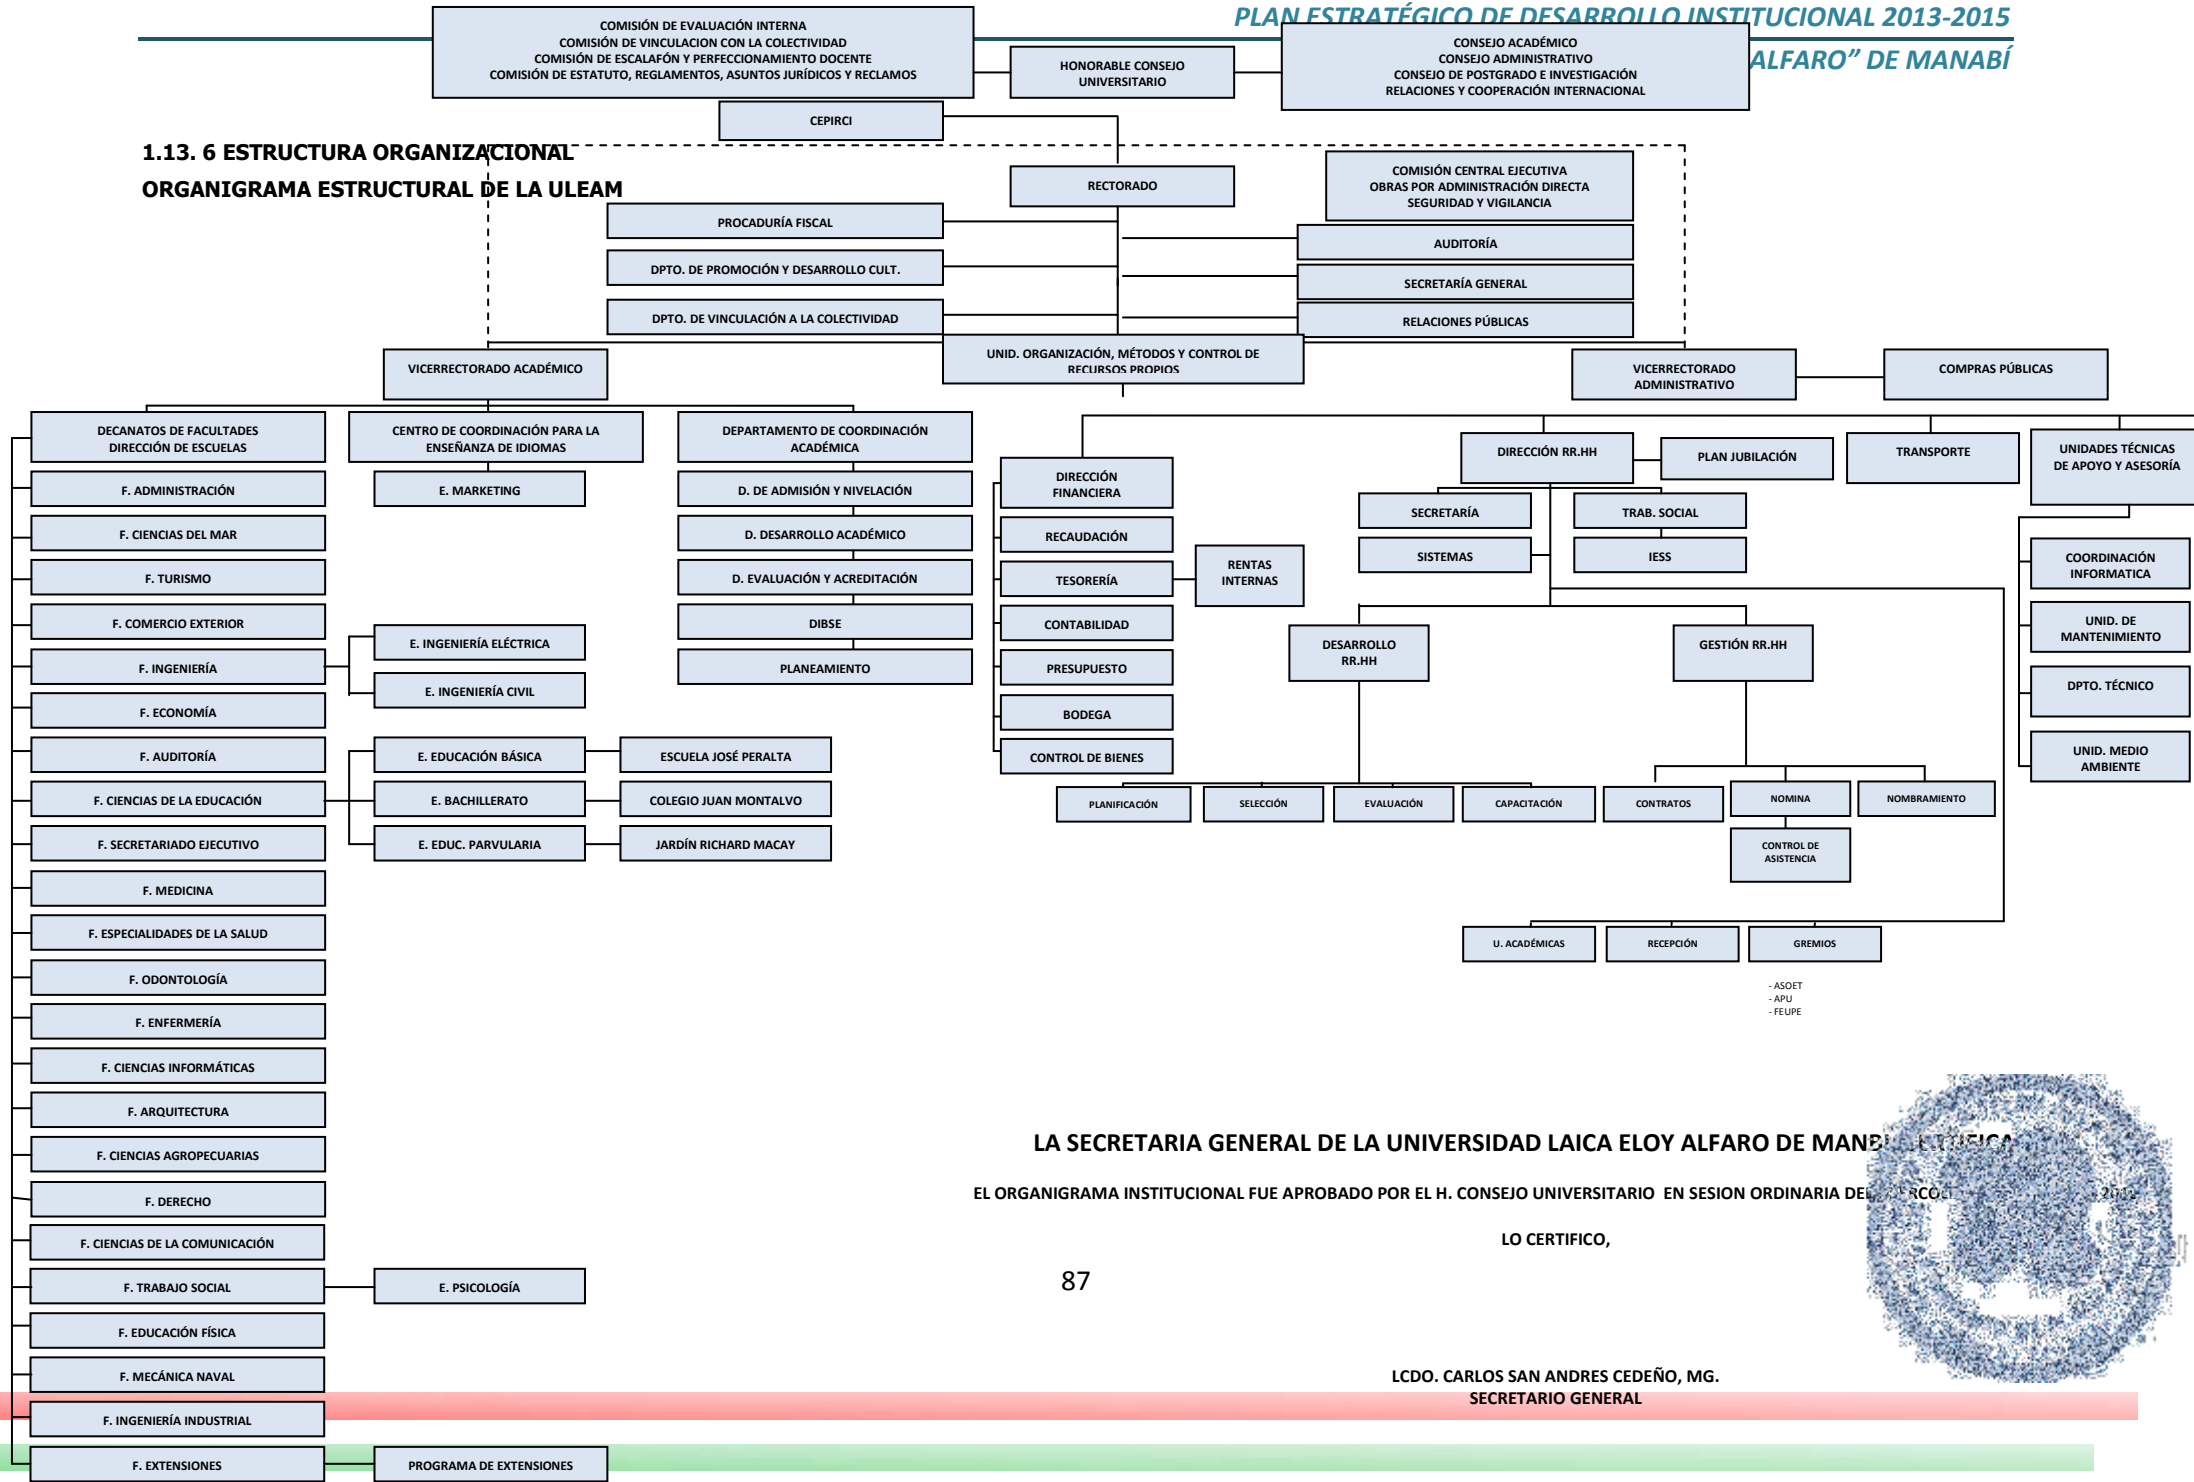 PLAN ESTRATÉGICO DE DESARROLLO INSTITUCIONAL 2013-2015
ALFARO” DE MANABÍ
COMISIÓN DE EVALUACIÓN INTERNA
COMISIÓN DE VINCULACION CON LA COLECTIVIDAD
COMISIÓN DE ESCALAFÓN Y PERFECCIONAMIENTO DOCENTE
COMISIÓN DE ESTATUTO, REGLAMENTOS, ASUNTOS JURÍDICOS Y RECLAMOS
HONORABLE CONSEJO
UNIVERSITARIO
CONSEJO ACADÉMICO
CONSEJO ADMINISTRATIVO
CONSEJO DE POSTGRADO E INVESTIGACIÓN
RELACIONES Y COOPERACIÓN INTERNACIONAL
CEPIRCI
1.13. 6 ESTRUCTURA ORGANIZACIONAL
ORGANIGRAMA ESTRUCTURAL DE LA ULEAM
RECTORADO
COMISIÓN CENTRAL EJECUTIVA
OBRAS POR ADMINISTRACIÓN DIRECTA
SEGURIDAD Y VIGILANCIA
PROCADURÍA FISCAL
AUDITORÍA
DPTO. DE PROMOCIÓN Y DESARROLLO CULT.
SECRETARÍA GENERAL
DPTO. DE VINCULACIÓN A LA COLECTIVIDAD
RELACIONES PÚBLICAS
UNID. ORGANIZACIÓN, MÉTODOS Y CONTROL DE
RECURSOS PROPIOS
VICERRECTORADO ACADÉMICO
VICERRECTORADO
ADMINISTRATIVO
COMPRAS PÚBLICAS
DECANATOS DE FACULTADES
DIRECCIÓN DE ESCUELAS
F. ADMINISTRACIÓN
F. CIENCIAS DEL MAR
F. TURISMO
F. COMERCIO EXTERIOR
F. INGENIERÍA
F. ECONOMÍA
F. AUDITORÍA
F. CIENCIAS DE LA EDUCACIÓN
F. SECRETARIADO EJECUTIVO
F. MEDICINA
F. ESPECIALIDADES DE LA SALUD
F. ODONTOLOGÍA
F. ENFERMERÍA
F. CIENCIAS INFORMÁTICAS
F. ARQUITECTURA
F. CIENCIAS AGROPECUARIAS
F. DERECHO
F. CIENCIAS DE LA COMUNICACIÓN
F. TRABAJO SOCIAL
F. EDUCACIÓN FÍSICA
F. MECÁNICA NAVAL
F. INGENIERÍA INDUSTRIAL
F. EXTENSIONES
CENTRO DE COORDINACIÓN PARA LA
ENSEÑANZA DE IDIOMAS
E. MARKETING
E. INGENIERÍA ELÉCTRICA
E. INGENIERÍA CIVIL
E. EDUCACIÓN BÁSICA
E. BACHILLERATO
E. EDUC. PARVULARIA
ESCUELA JOSÉ PERALTA
COLEGIO JUAN MONTALVO
JARDÍN RICHARD MACAY
E. PSICOLOGÍA
PROGRAMA DE EXTENSIONES
DEPARTAMENTO DE COORDINACIÓN
ACADÉMICA
D. DE ADMISIÓN Y NIVELACIÓN
D. DESARROLLO ACADÉMICO
D. EVALUACIÓN Y ACREDITACIÓN
DIBSE
PLANEAMIENTO
DIRECCIÓN
FINANCIERA
RECAUDACIÓN
TESORERÍA
CONTABILIDAD
PRESUPUESTO
BODEGA
CONTROL DE BIENES
RENTAS
INTERNAS
DIRECCIÓN RR.HH
PLAN JUBILACIÓN
TRANSPORTE
SECRETARÍA
TRAB. SOCIAL
SISTEMAS
IESS
DESARROLLO
RR.HH
GESTIÓN RR.HH
PLANIFICACIÓN
SELECCIÓN
EVALUACIÓN
CAPACITACIÓN
CONTRATOS
NOMINA
NOMBRAMIENTO
CONTROL DE
ASISTENCIA
U. ACADÉMICAS
RECEPCIÓN
GREMIOS
- ASOET
- APU
- FEUPE
UNIDADES TÉCNICAS
DE APOYO Y ASESORÍA
COORDINACIÓN
INFORMATICA
UNID. DE
MANTENIMIENTO
DPTO. TÉCNICO
UNID. MEDIO
AMBIENTE
LA SECRETARIA GENERAL DE LA UNIVERSIDAD LAICA ELOY ALFARO DE
EL ORGANIGRAMA INSTITUCIONAL FUE APROBADO POR EL H. CONSEJO UNIVERSITARIO EN SESION ORDINARIA
LO CERTIFICO,
87
LCDO. CARLOS SAN ANDRES CEDEÑO, MG.
SECRETARIO GENERAL